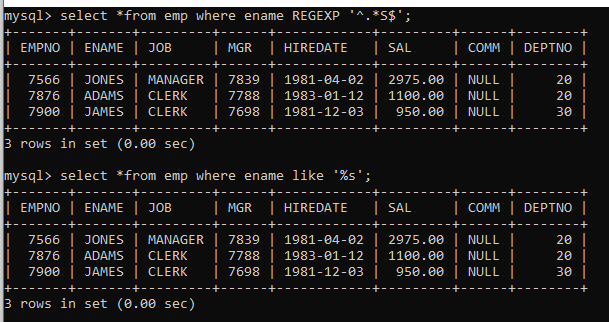 mysql> select *from emp where ename REGEXP '^.*S$';
+-------+-------+---------+------+------------+---------+------+--------+
| EMPNO | ENAME | JOB     | MGR  | HIREDATE   | SAL     | COMM | DEPTNO |
+-------+-------+---------+------+------------+---------+------+--------+
|  7566 | JONES | MANAGER | 7839 | 1981-04-02 | 2975.00 | NULL |     20 |
|  7876 | ADAMS | CLERK   | 7788 | 1983-01-12 | 1100.00 | NULL |     20 |
|  7900 | JAMES | CLERK   | 7698 | 1981-12-03 |  950.00 | NULL |     30 |
+-------+-------+---------+------+------------+---------+------+--------+
3 rows in set (0.00 sec)
mysql> select *from emp where ename like '%s';
+-------+-------+---------+------+------------+---------+------+--------+
| EMPNO | ENAME | JOB     | MGR  | HIREDATE   | SAL     | COMM | DEPTNO |
+-------+-------+---------+------+------------+---------+------+--------+
|  7566 | JONES | MANAGER | 7839 | 1981-04-02 | 2975.00 | NULL |     20 |
|  7876 | ADAMS | CLERK   | 7788 | 1983-01-12 | 1100.00 | NULL |     20 |
|  7900 | JAMES | CLERK   | 7698 | 1981-12-03 |  950.00 | NULL |     30 |
+-------+-------+---------+------+------------+---------+------+--------+
3 rows in set (0.00 sec)